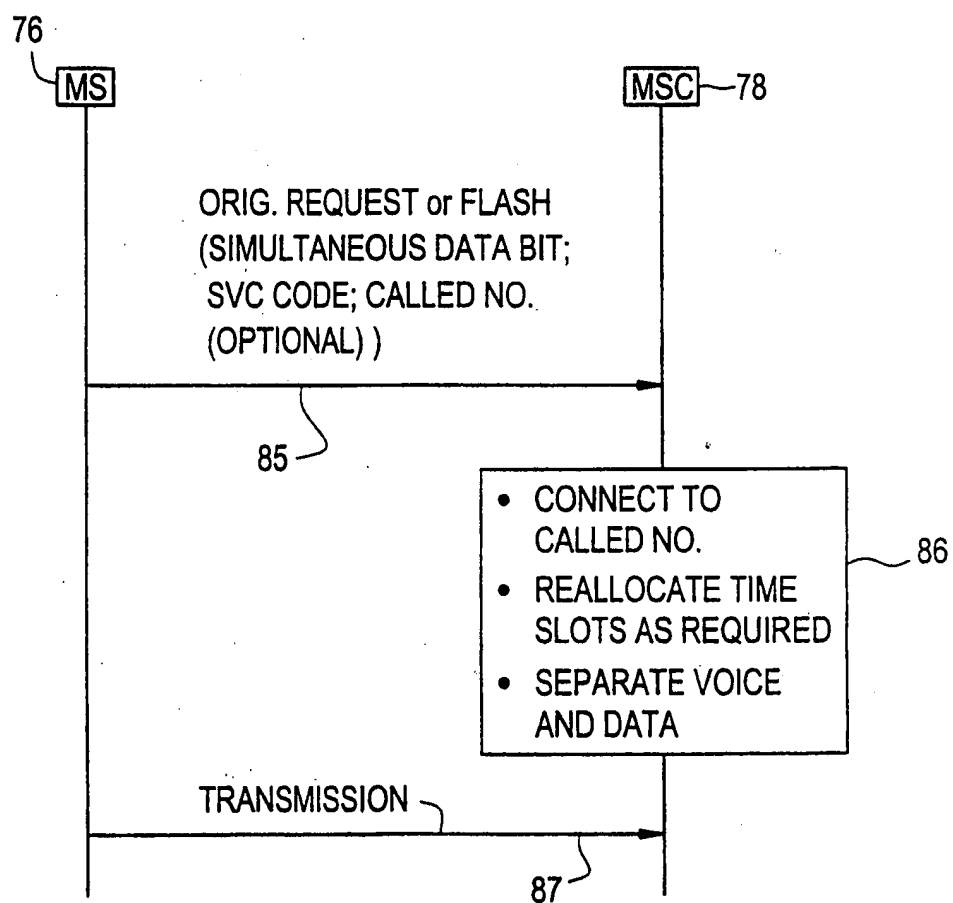 76
MS
MSC
78
ORIG. REQUEST or FLASH
(SIMULTANEOUS DATA BIT;
SVC CODE; CALLED NO.
(OPTIONAL) )
85
• CONNECT TO
CALLED NO.
• REALLOCATE TIME
SLOTS AS REQUIRED
• SEPARATE VOICE
AND DATA
86
TRANSMISSION
87